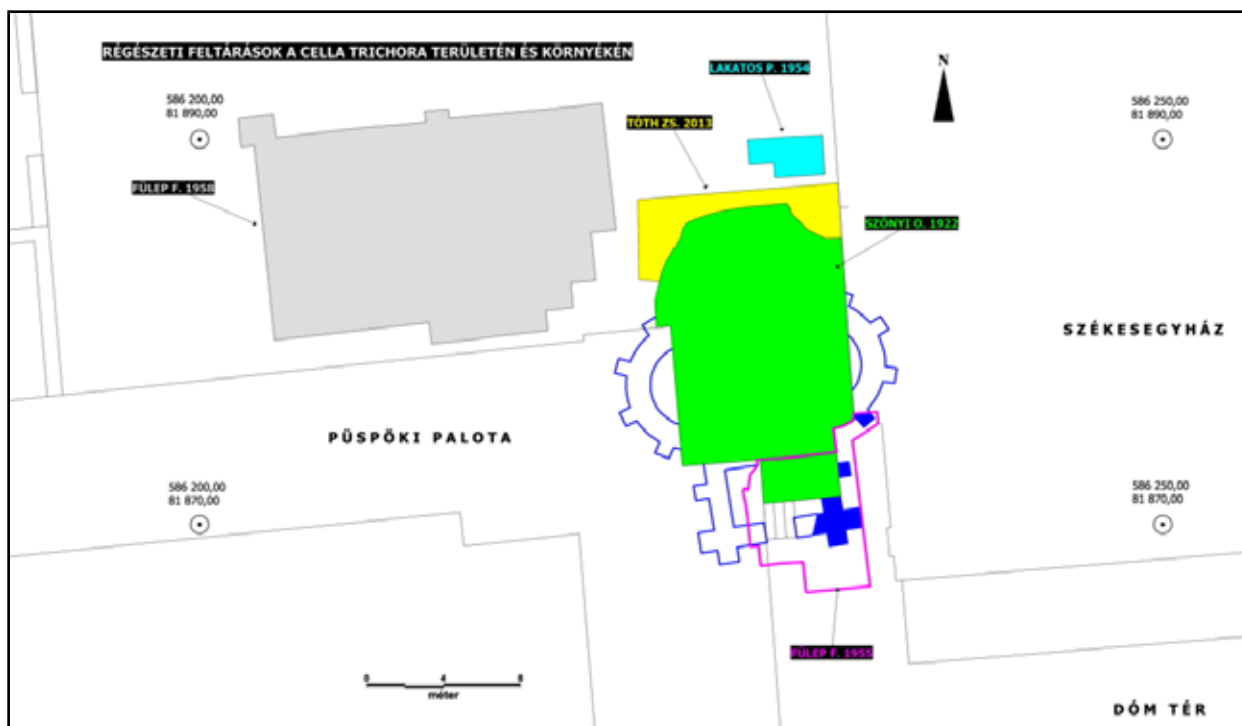 RÉGÉSZETI FELTÁRÁSOK A CELLA TRICHORA TERÜLETÉN ÉS KÖRNYÉKÉN
LAKATOS P. 1954
N
586 200,00
81 890,00
586 250,00
81 890,00
TÓTH ZS. 2013
FÜLEP F. 1958
SZŐNYI O. 1922
SZÉKESEGYHÁZ
PÜSPÖKI PALOTA
586 200,00
81 870,00
586 250,00
81 870,00
FÜLEP F. 1955
0 4 8
méter
DÓM TÉR